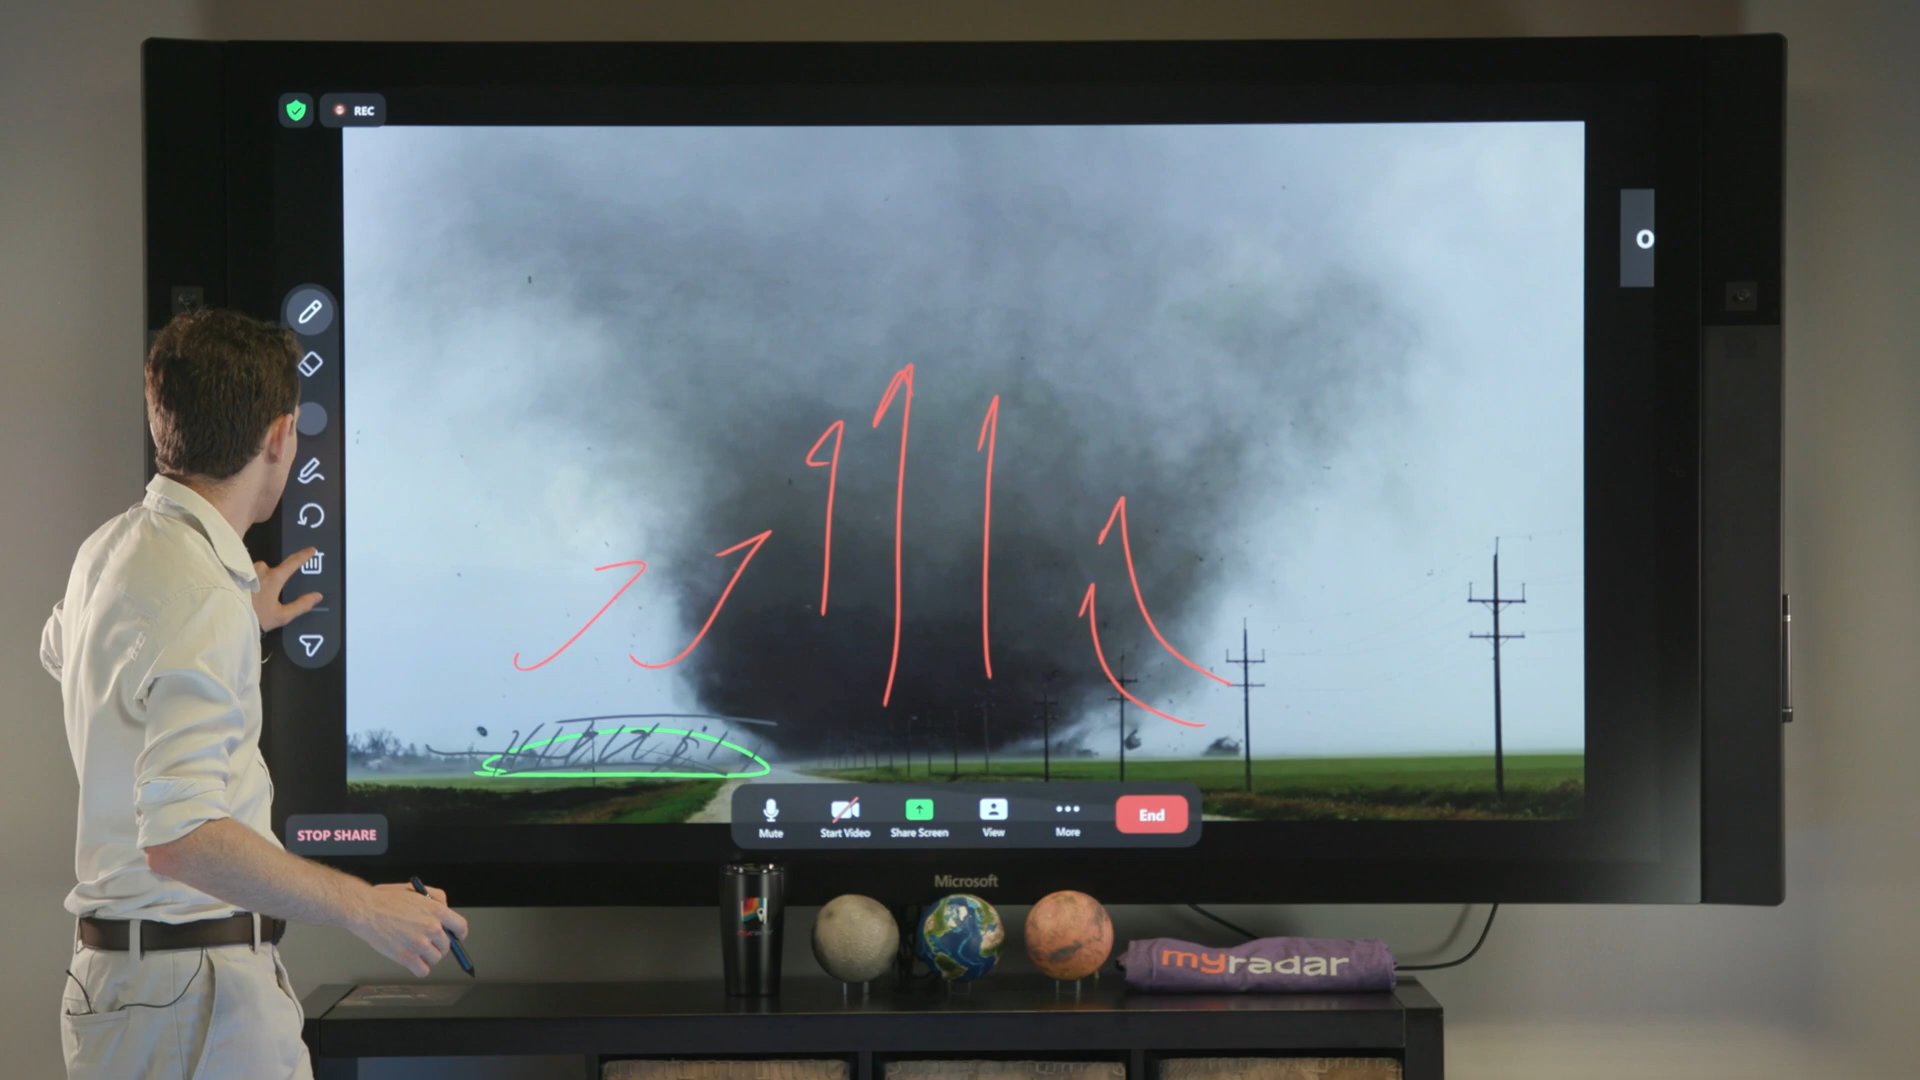 REC
O
STOP SHARE
Mute
Start Video
Share Screen
View
More
End
Microsoft
myradar